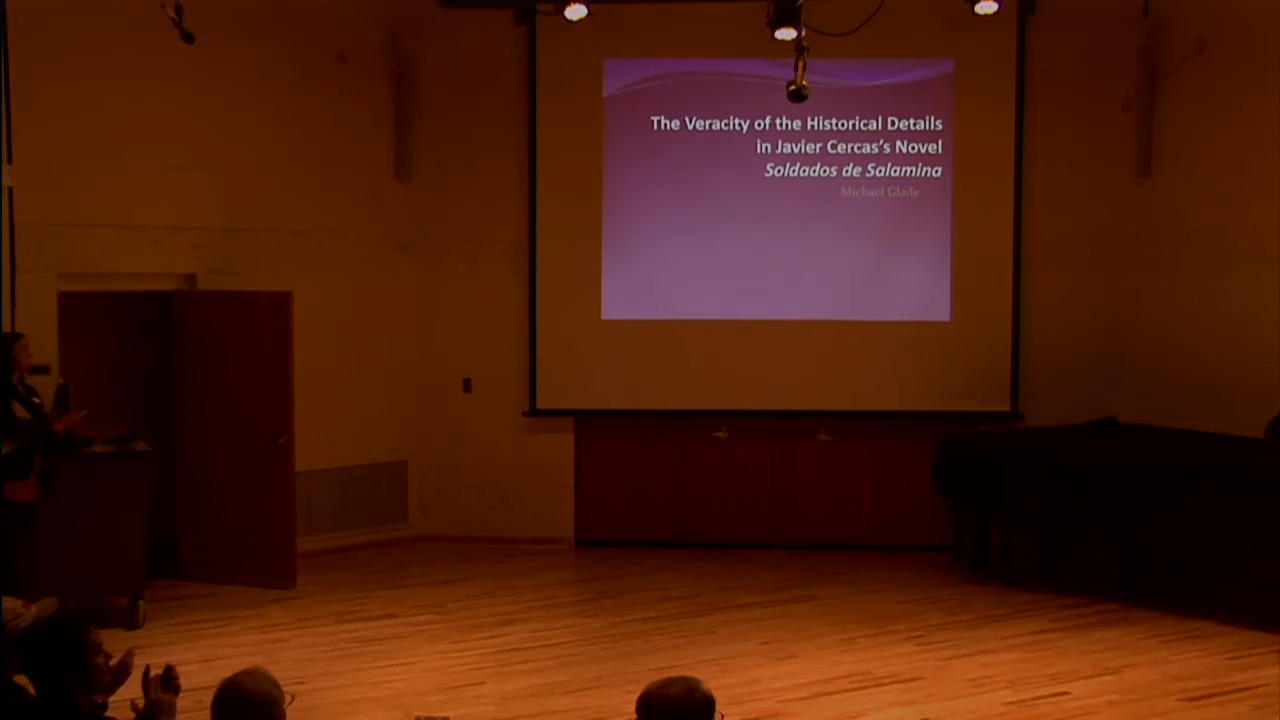 The Veracity of the Historical Details
in Javier Cercas's Novel
Soldados de Salamina
Michael Glade